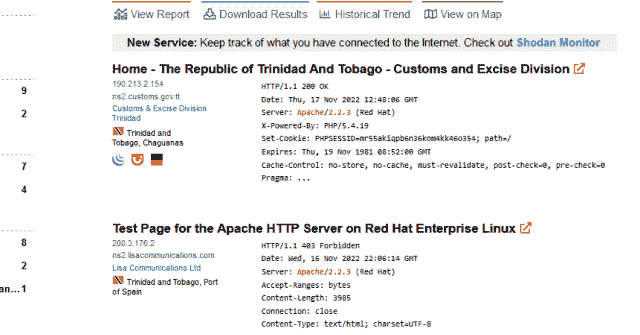 View Report Download Results Historical Trend View on Map
New Service: Keep track of what you have connected to the Internet. Check out Shodan Monitor
9
2
7
4
8
2
an...1
Home - The Republic of Trinidad And Tobago - Customs and Excise Division
190.213.2.154
ns2.customs.gov.tt
Customs & Excise Division
Trinidad
Trinidad and
Tobago, Chaguanas
HTTP/1.1 200 OK
Date: Thu, 17 Nov 2022 12:48:06 GMT
Server: Apache/2.2.3 (Red Hat)
X-Powered-By: PHP/5.4.19
Set-Cookie: PHPSESSID=mr55akiqpb6n36kom4kk46o354; path=/
Expires: Thu, 19 Nov 1981 08:52:00 GMT
Cache-Control: no-store, no-cache, must-revalidate, post-check=0, pre-check=0
Pragma: ...
Test Page for the Apache HTTP Server on Red Hat Enterprise Linux
200.3.176.2
ns2.lisacommunications.com
Lisa Communications Ltd
Trinidad and Tobago, Port
of Spain
HTTP/1.1 403 Forbidden
Date: Wed, 16 Nov 2022 22:06:14 GMT
Server: Apache/2.2.3 (Red Hat)
Accept-Ranges: bytes
Content-Length: 3985
Connection: close
Content-Type: text/html; charset=UTF-8